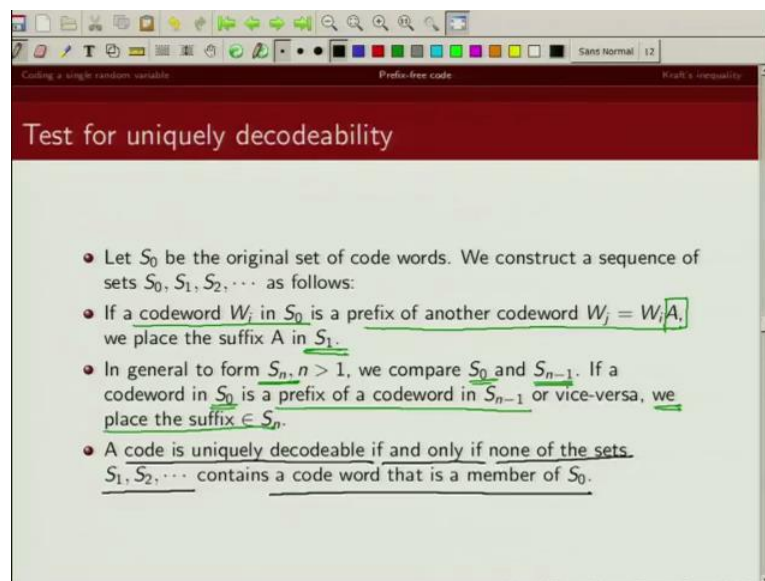 Sans Normal 12
Coding a single random variable Prefix-free code Kraft's inequality
Test for uniquely decodeability
• Let S₀ be the original set of code words. We construct a sequence of
sets S₀, S₁, S₂, ⋯ as follows:
• If a codeword Wᵢ in S₀ is a prefix of another codeword Wⱼ = WᵢA,
we place the suffix A in S₁.
• In general to form Sₙ, n > 1, we compare S₀ and Sₙ₋₁. If a
codeword in S₀ is a prefix of a codeword in Sₙ₋₁ or vice-versa, we
place the suffix ∈ Sₙ.
• A code is uniquely decodeable if and only if none of the sets
S₁, S₂, ⋯ contains a code word that is a member of S₀.